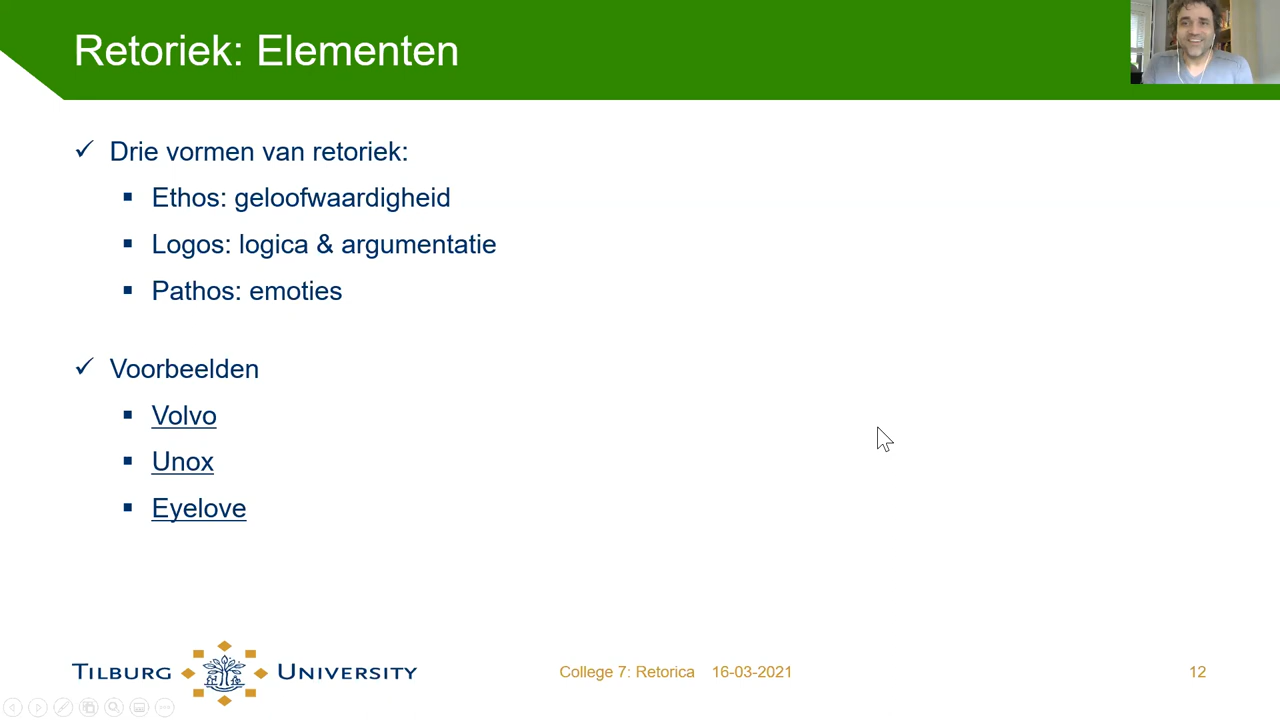 Retoriek: Elementen
Drie vormen van retoriek:
Ethos: geloofwaardigheid
Logos: logica & argumentatie
Pathos: emoties
Voorbeelden
Volvo
Unox
Eyelove
TILBURG UNIVERSITY
College 7: Retorica 16-03-2021
12